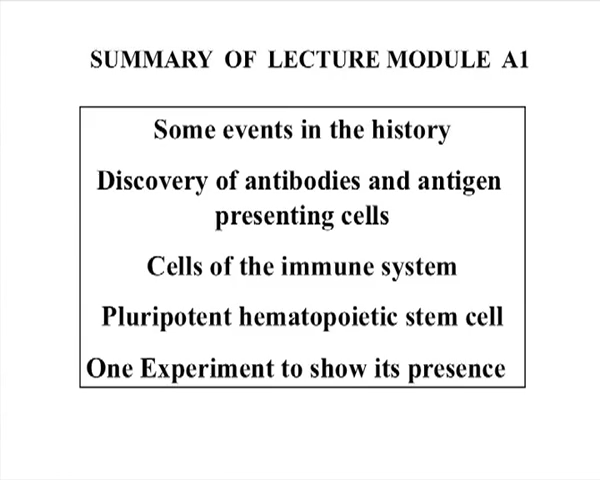 SUMMARY OF LECTURE MODULE A1
Some events in the history
Discovery of antibodies and antigen
presenting cells
Cells of the immune system
Pluripotent hematopoietic stem cell
One Experiment to show its presence